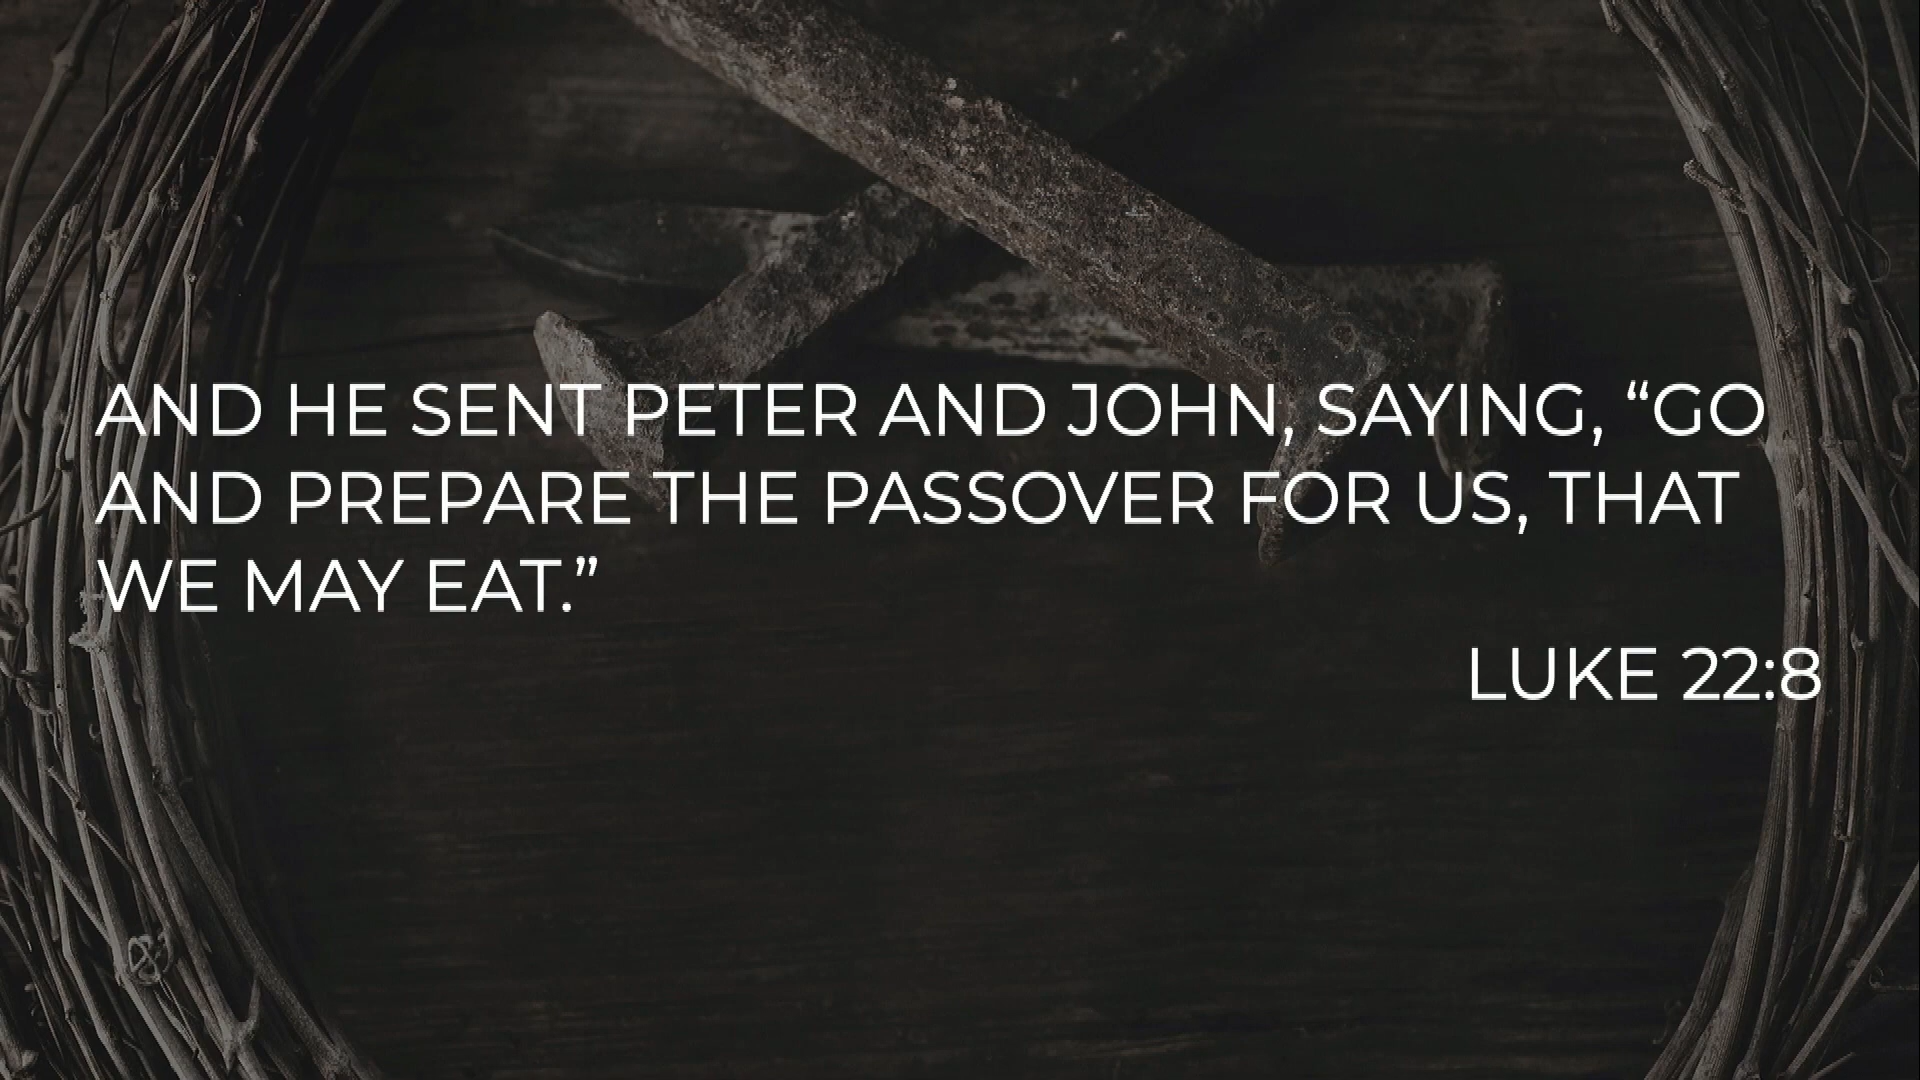 AND HE SENT PETER AND JOHN, SAYING, “GO
AND PREPARE THE PASSOVER FOR US, THAT
WE MAY EAT.”
LUKE 22:8